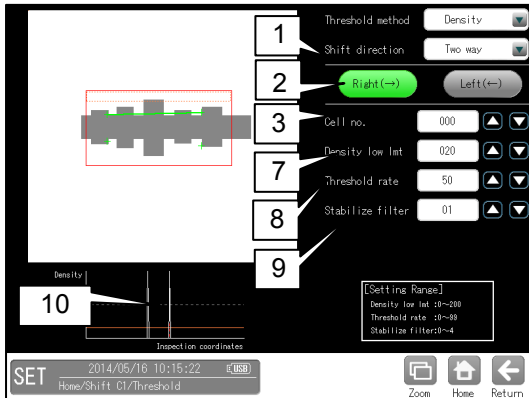 Threshold method Density
1
Shift direction Two way
2
Right(→) Left(←)
3
Cell no. 000
7
Density low lmt 020
8
Threshold rate 50
9
Stabilize filter 01
Density
10
Inspection coordinates
[Setting Range]
Density low lmt :0~200
Threshold rate :0~99
Stabilize filter:0~4
SET
2014/05/16 10:15:22 USB
Home/Shift C1/Threshold
Zoom Home Return